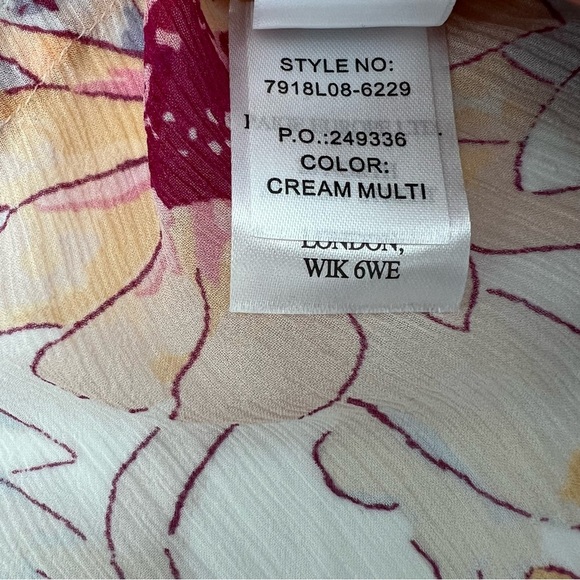 STYLE NO:
7918L08-6229
P.O.:249336
COLOR:
CREAM MULTI
LONDON,
WIK 6WE